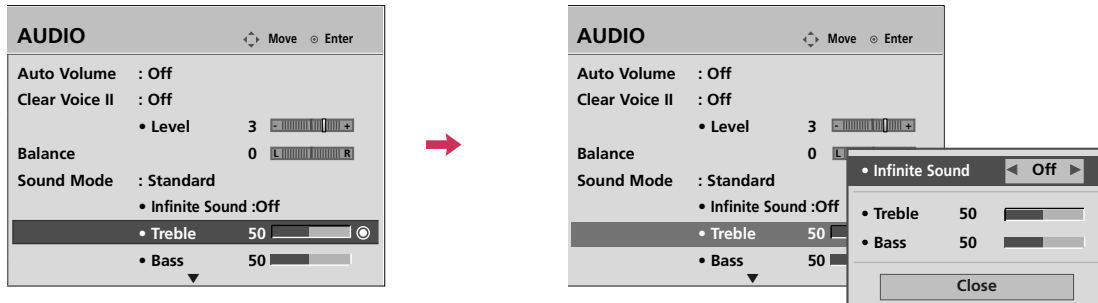 AUDIO Move Enter
Auto Volume : Off
Clear Voice II : Off
• Level 3 - +
Balance 0 L R
Sound Mode : Standard
• Infinite Sound :Off
• Treble 50
• Bass 50
AUDIO Move Enter
Auto Volume : Off
Clear Voice II : Off
• Level 3 - +
Balance 0 L
Sound Mode : Standard
• Infinite Sound :Off
• Treble 50
• Bass 50
• Infinite Sound ◄ Off ►
• Treble 50
• Bass 50
Close